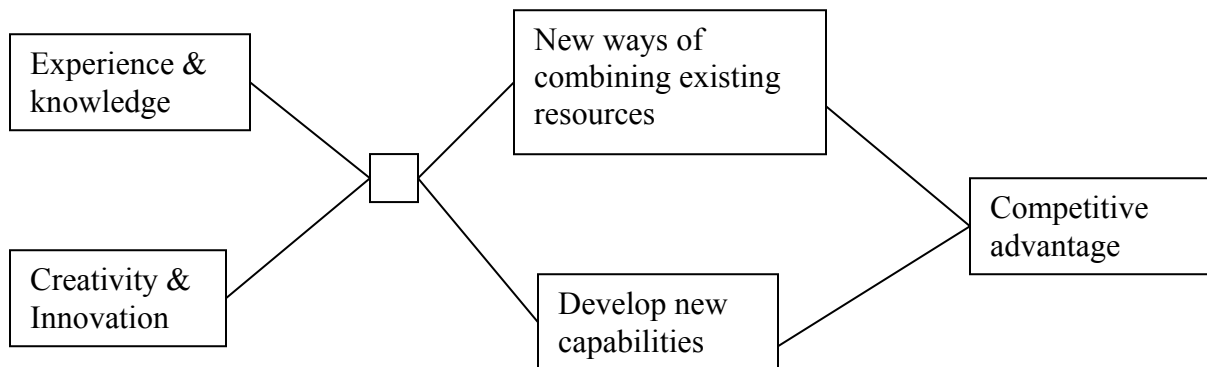 Experience &
knowledge
Creativity &
Innovation
New ways of
combining existing
resources
Develop new
capabilities
Competitive
advantage